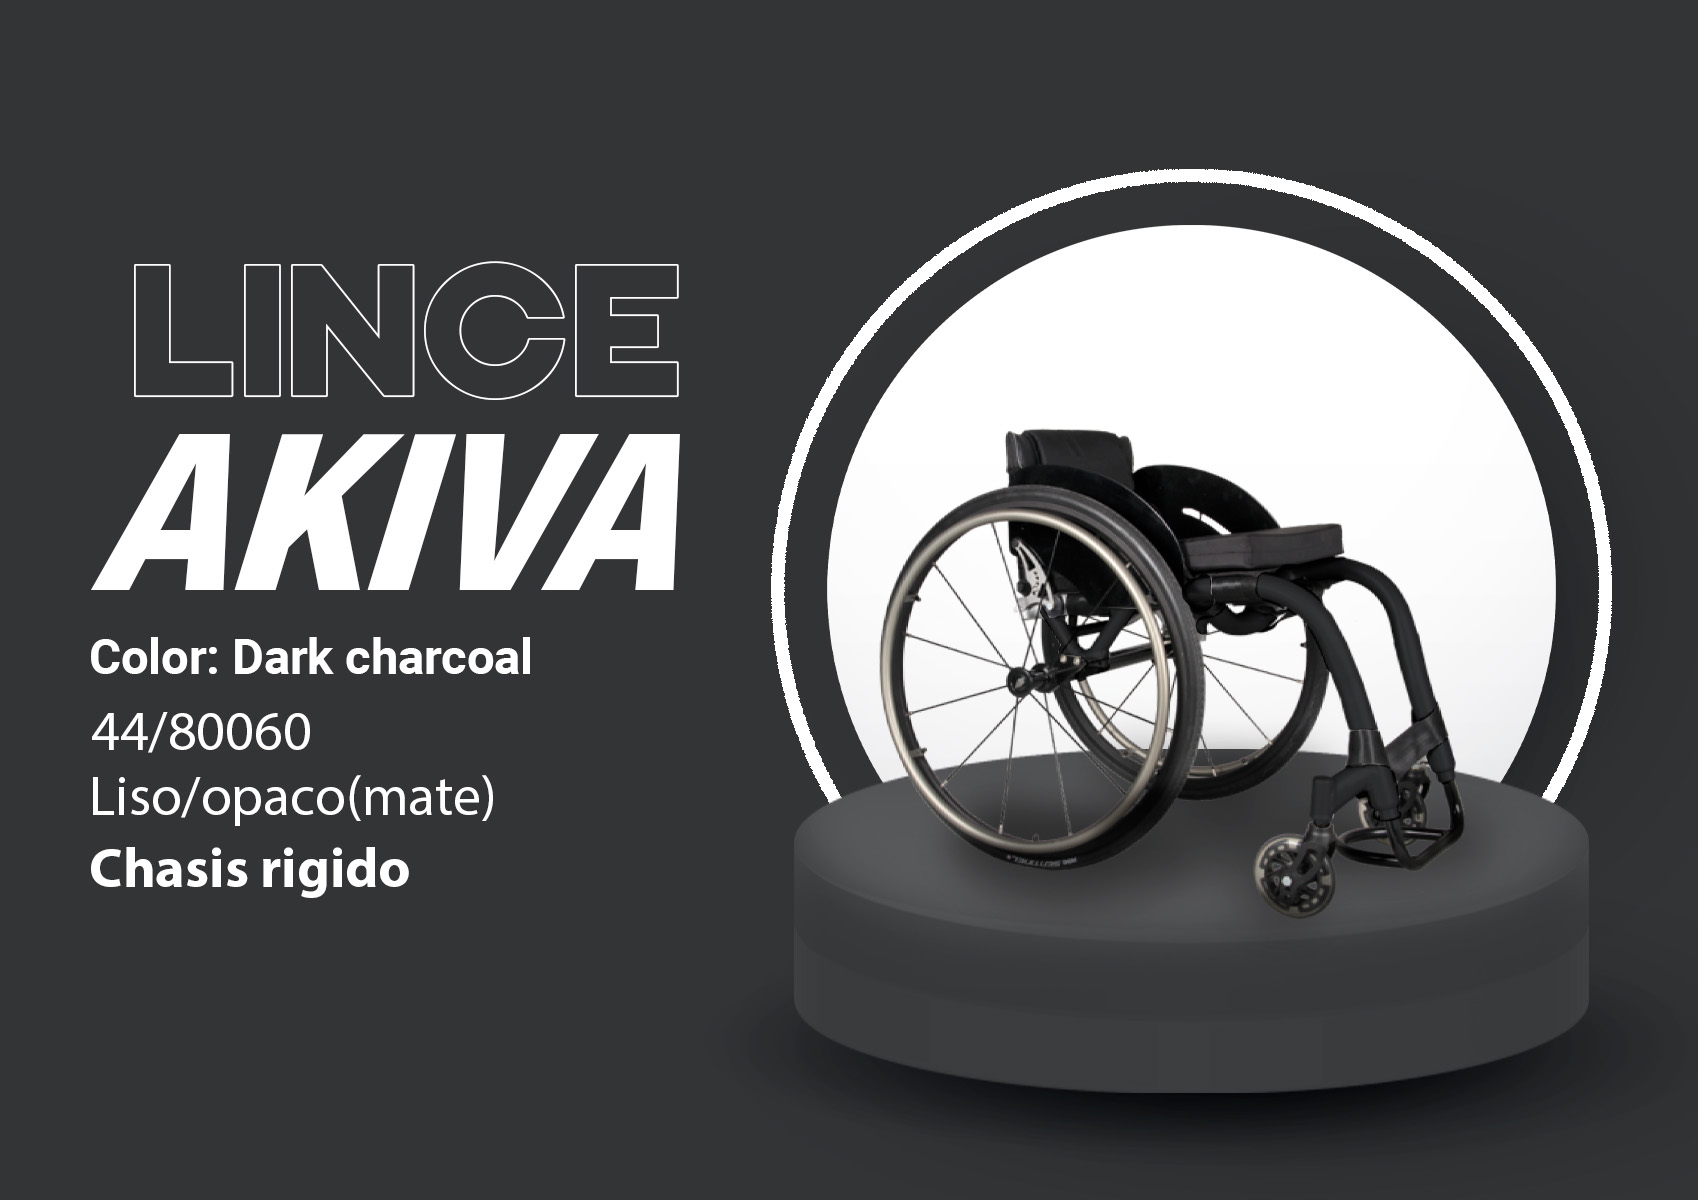 LINCE
AKIVA
Color: Dark charcoal
44/80060
Liso/opaco(mate)
Chasis rigido